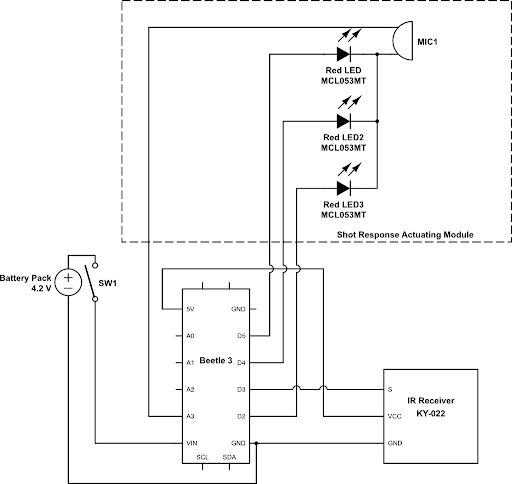 MIC1
Red LED
MCL053MT
Red LED2
MCL053MT
Red LED3
MCL053MT
Shot Response Actuating Module
Battery Pack
4.2 V
SW1
5V
GND
A0
D5
Beetle 3
A1
D4
A2
D3
A3
D2
VIN
GND
SCL
SDA
S
IR Receiver
KY-022
VCC
GND